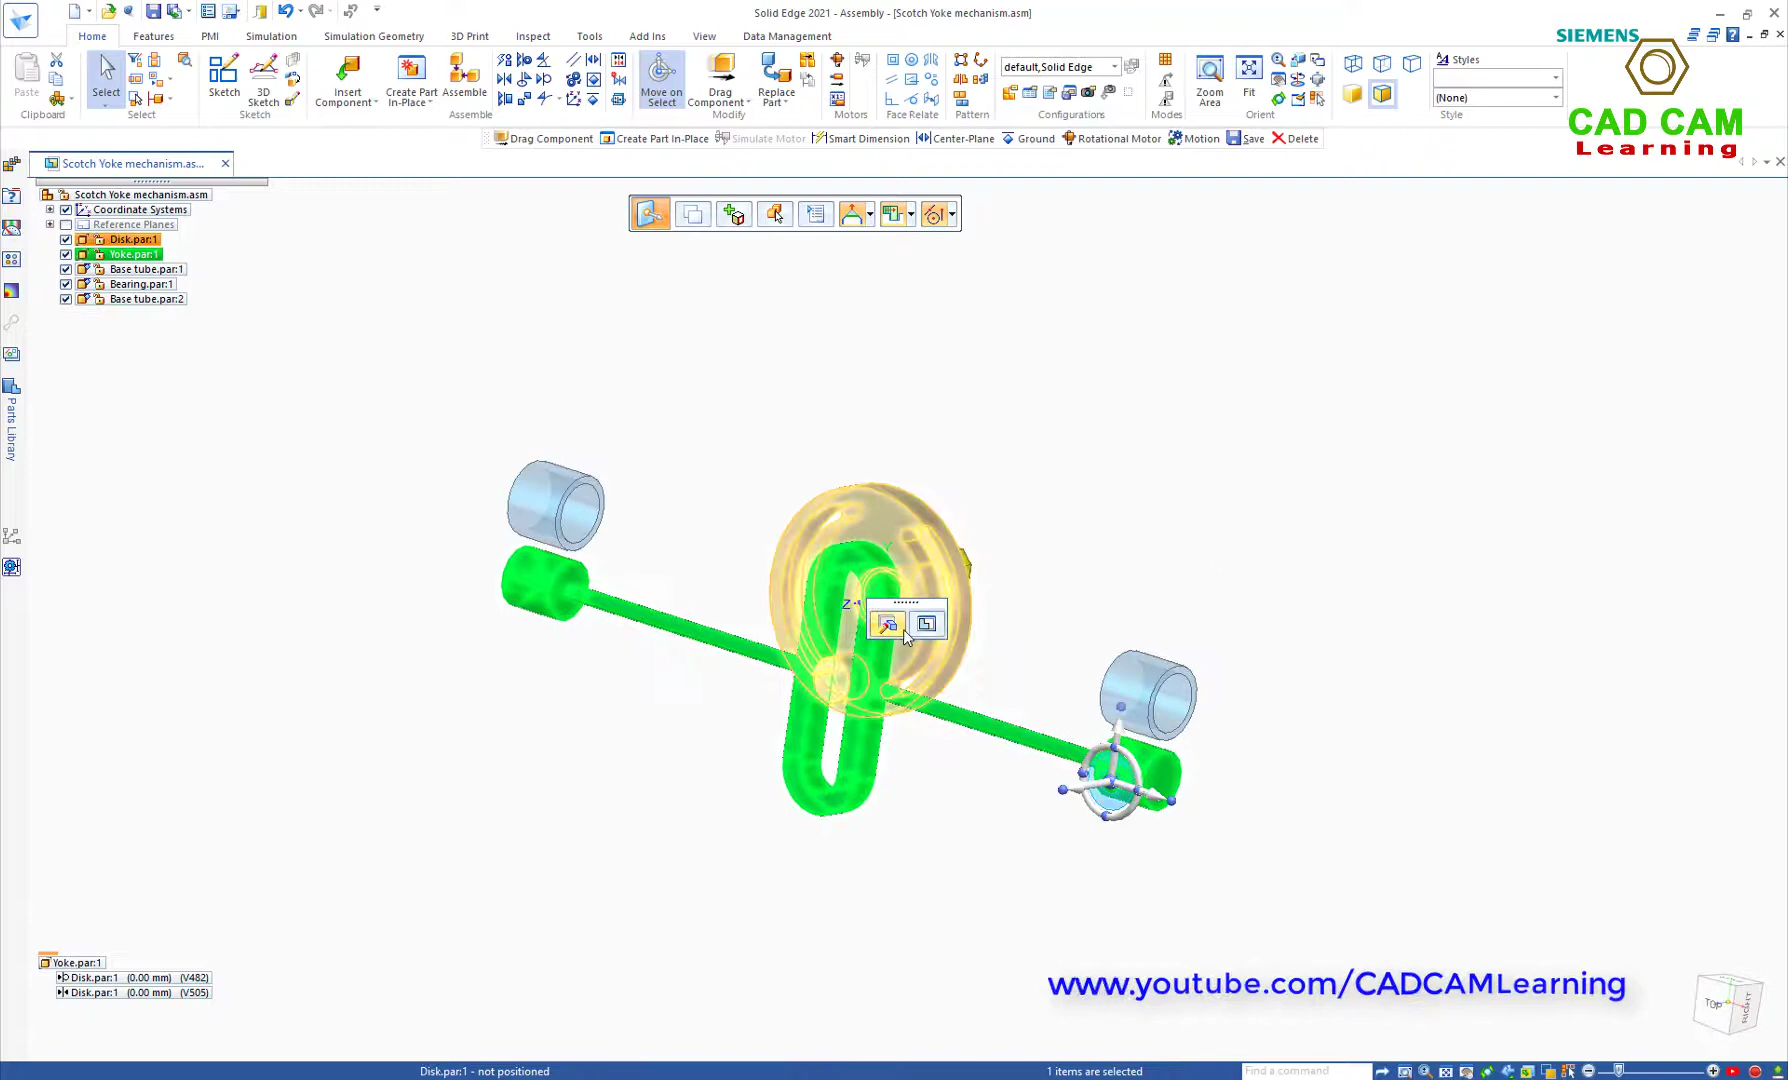 Solid Edge 2021 - Assembly - [Scotch Yoke mechanism.asm]
Home Features PMI Simulation Simulation Geometry 3D Print Inspect Tools Add Ins View Data Management
SIEMENS
CAD CAM
Learning
Paste
Clipboard
Select
Select
Sketch
3D Sketch
Sketch
Insert Component
Create Part In-Place
Assemble
Assemble
Move on Select
Drag Component
Replace Part
Modify
Motors
Face Relate
Pattern
default,Solid Edge
Configurations
Modes
Zoom Area
Fit
Orient
Styles
(None)
Style
Drag Component Create Part In-Place Simulate Motor Smart Dimension Center-Plane Ground Rotational Motor Motion Save Delete
Scotch Yoke mechanism.as...
Scotch Yoke mechanism.asm
Coordinate Systems
Reference Planes
Disk.par:1
Yoke.par:1
Base tube.par:1
Bearing.par:1
Base tube.par:2
Parts Library
Y
Z
Yoke.par:1
Disk.par:1 (0.00 mm) (V482)
Disk.par:1 (0.00 mm) (V505)
www.youtube.com/CADCAMLearning
TOP
RIGHT
Disk.par:1 - not positioned
1 items are selected
Find a command